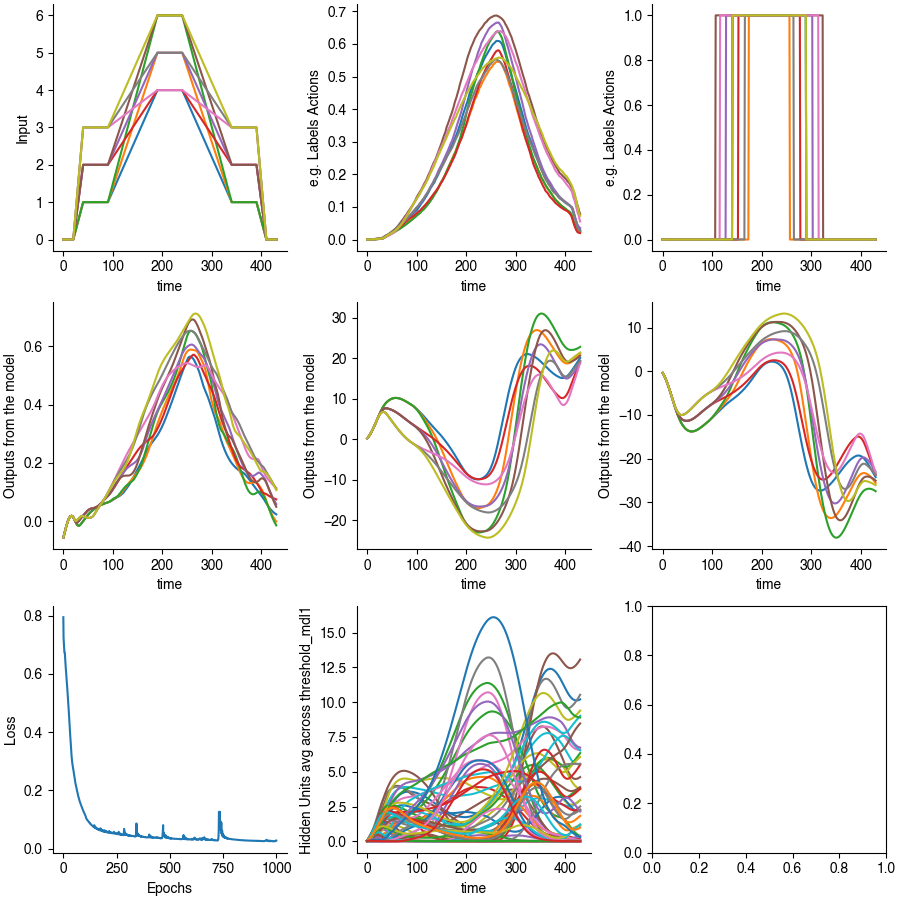 6
5
4
3
2
1
0
Input
0 100 200 300 400
time
0.7
0.6
0.5
0.4
0.3
0.2
0.1
0.0
e.g. Labels Actions
0 100 200 300 400
time
1.0
0.8
0.6
0.4
0.2
0.0
e.g. Labels Actions
0 100 200 300 400
time
0.6
0.4
0.2
0.0
Outputs from the model
0 100 200 300 400
time
30
20
10
0
−10
−20
Outputs from the model
0 100 200 300 400
time
10
0
−10
−20
−30
−40
Outputs from the model
0 100 200 300 400
time
0.8
0.6
0.4
0.2
0.0
Loss
0 250 500 750 1000
Epochs
15.0
12.5
10.0
7.5
5.0
2.5
0.0
Hidden Units avg across threshold_mdl1
0 100 200 300 400
time
1.0
0.8
0.6
0.4
0.2
0.0
0.0 0.2 0.4 0.6 0.8 1.0